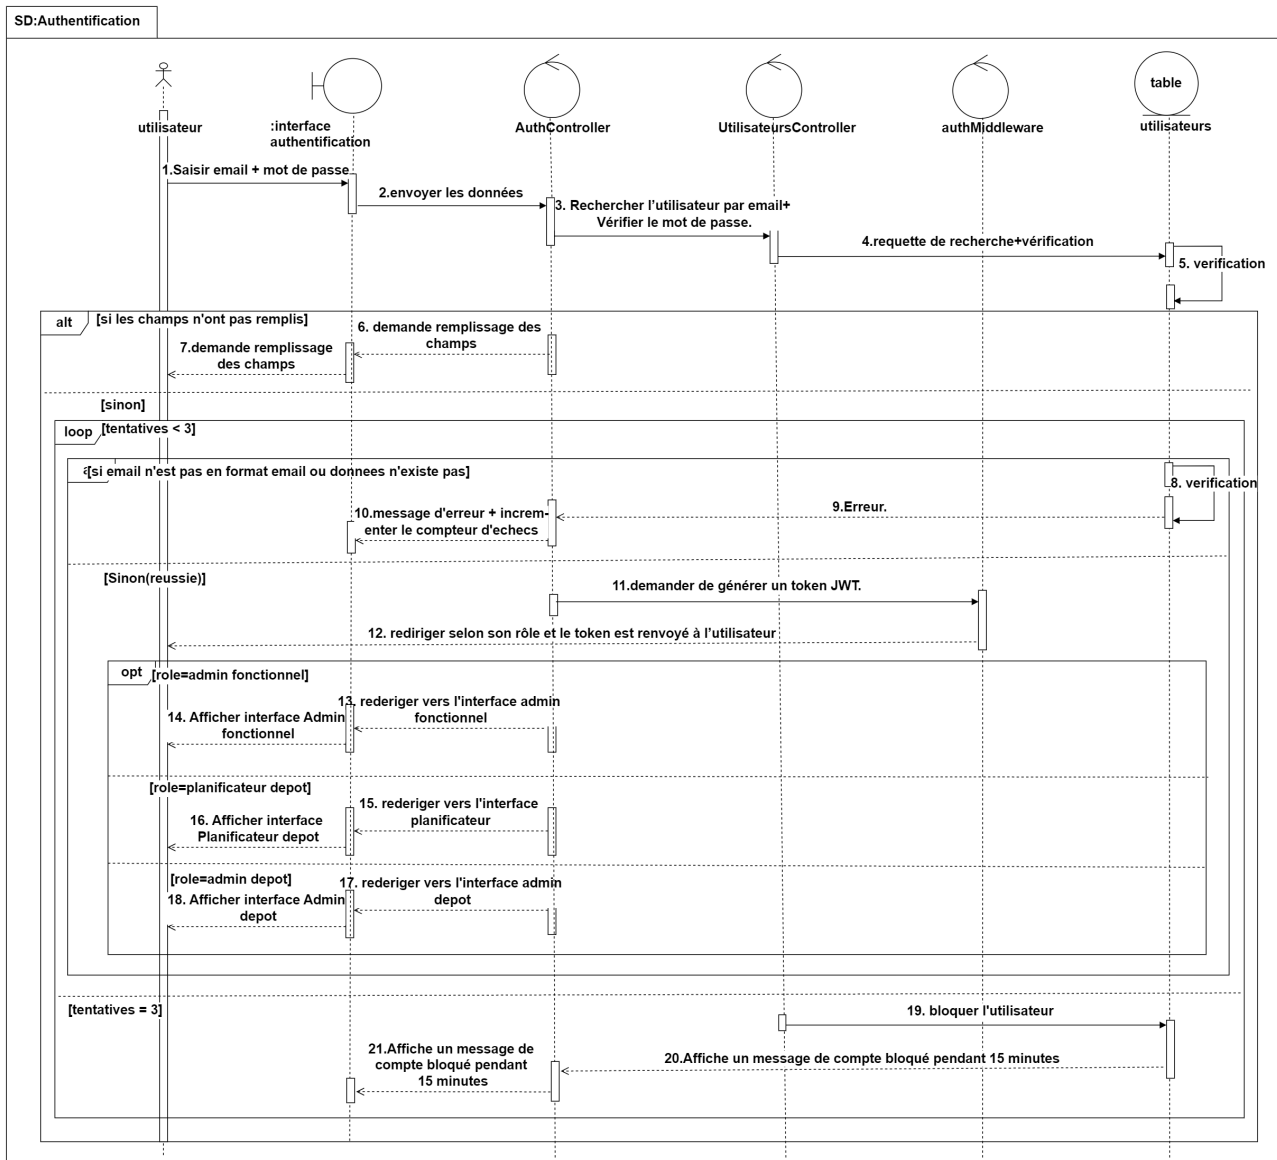 SD:Authentification
table
utilisateur
:interface
authentification
AuthController
UtilisateursController
authMiddleware
utilisateurs
1.Saisir email + mot de passe
2.envoyer les données
3. Rechercher l'utilisateur par email+
Vérifier le mot de passe.
4.requette de recherche+vérification
5. verification
alt
[si les champs n'ont pas remplis]
6. demande remplissage des
champs
7.demande remplissage
des champs
[sinon]
loop
[tentatives < 3]
[si email n'est pas en format email ou donnees n'existe pas]
8. verification
9.Erreur.
10.message d'erreur + increm-
enter le compteur d'echecs
[Sinon(reussie)]
11.demander de générer un token JWT.
12. rediriger selon son rôle et le token est renvoyé à l'utilisateur
opt
[role=admin fonctionnel]
13. rederiger vers l'interface admin
fonctionnel
14. Afficher interface Admin
fonctionnel
[role=planificateur depot]
15. rederiger vers l'interface
planificateur
16. Afficher interface
Planificateur depot
[role=admin depot]
17. rederiger vers l'interface admin
depot
18. Afficher interface Admin
depot
[tentatives = 3]
19. bloquer l'utilisateur
20.Affiche un message de compte bloqué pendant 15 minutes
21.Affiche un message de
compte bloqué pendant
15 minutes